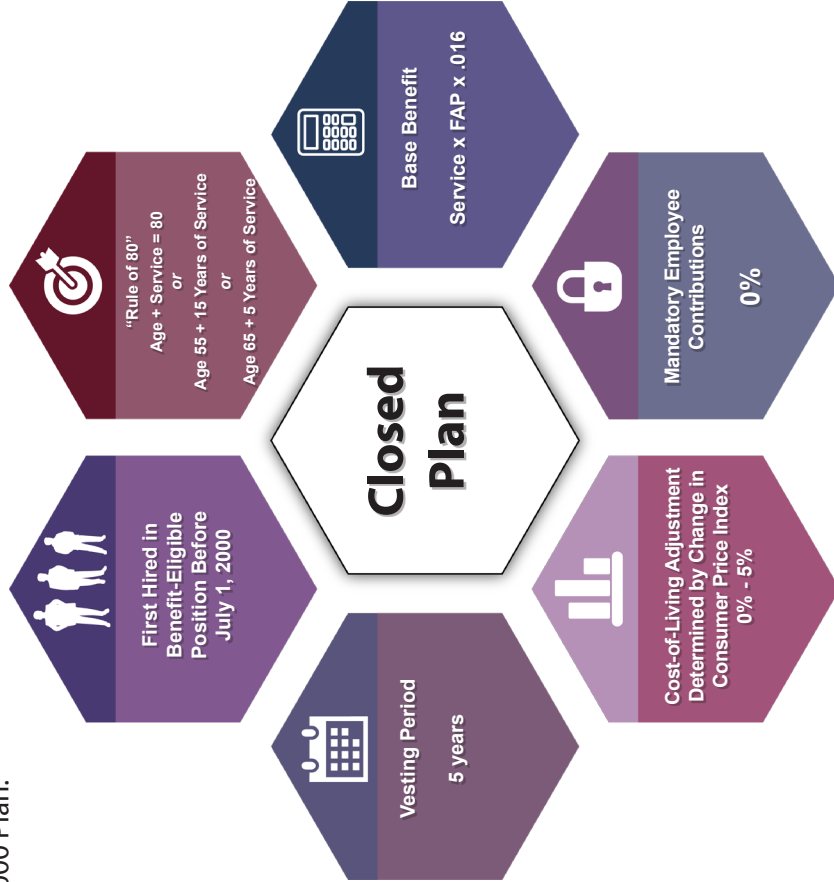 000 Plan.
First Hired in
Benefit-Eligible
Position Before
July 1, 2000
“Rule of 80”
Age + Service = 80
or
Age 55 + 15 Years of Service
or
Age 65 + 5 Years of Service
Vesting Period
5 years
Closed
Plan
Base Benefit
Service x FAP x .016
Cost-of-Living Adjustment
Determined by Change in
Consumer Price Index
0% - 5%
Mandatory Employee
Contributions
0%